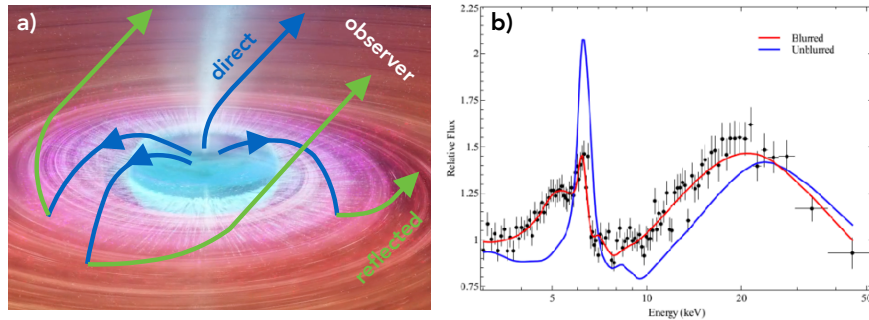 a)
direct
observer
reflected
b)
Blurred
Unblurred
2.25
2
1.75
1.5
1.25
1
0.75
Relative Flux
5
10
20
50
Energy (keV)